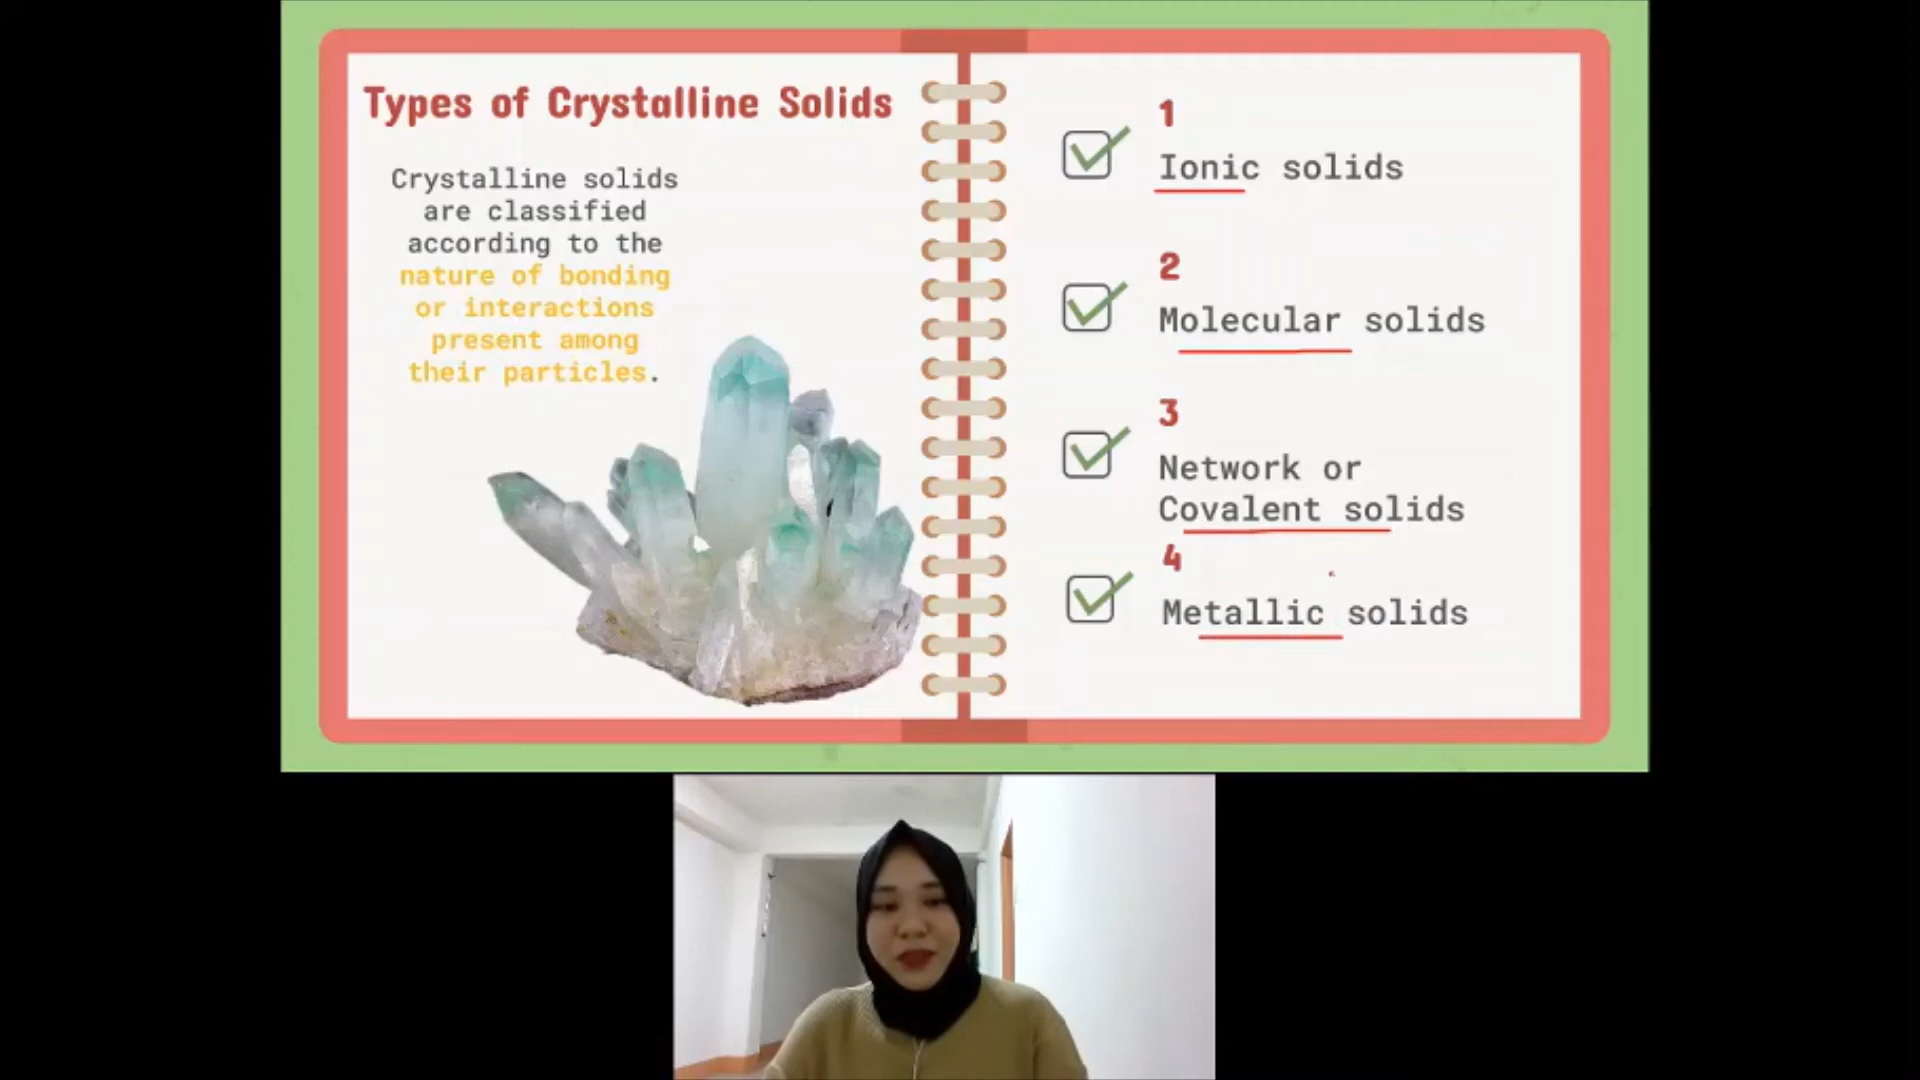 Types of Crystalline Solids
Crystalline solids
are classified
according to the
nature of bonding
or interactions
present among
their particles.
1
Ionic solids
2
Molecular solids
3
Network or
Covalent solids
4
Metallic solids